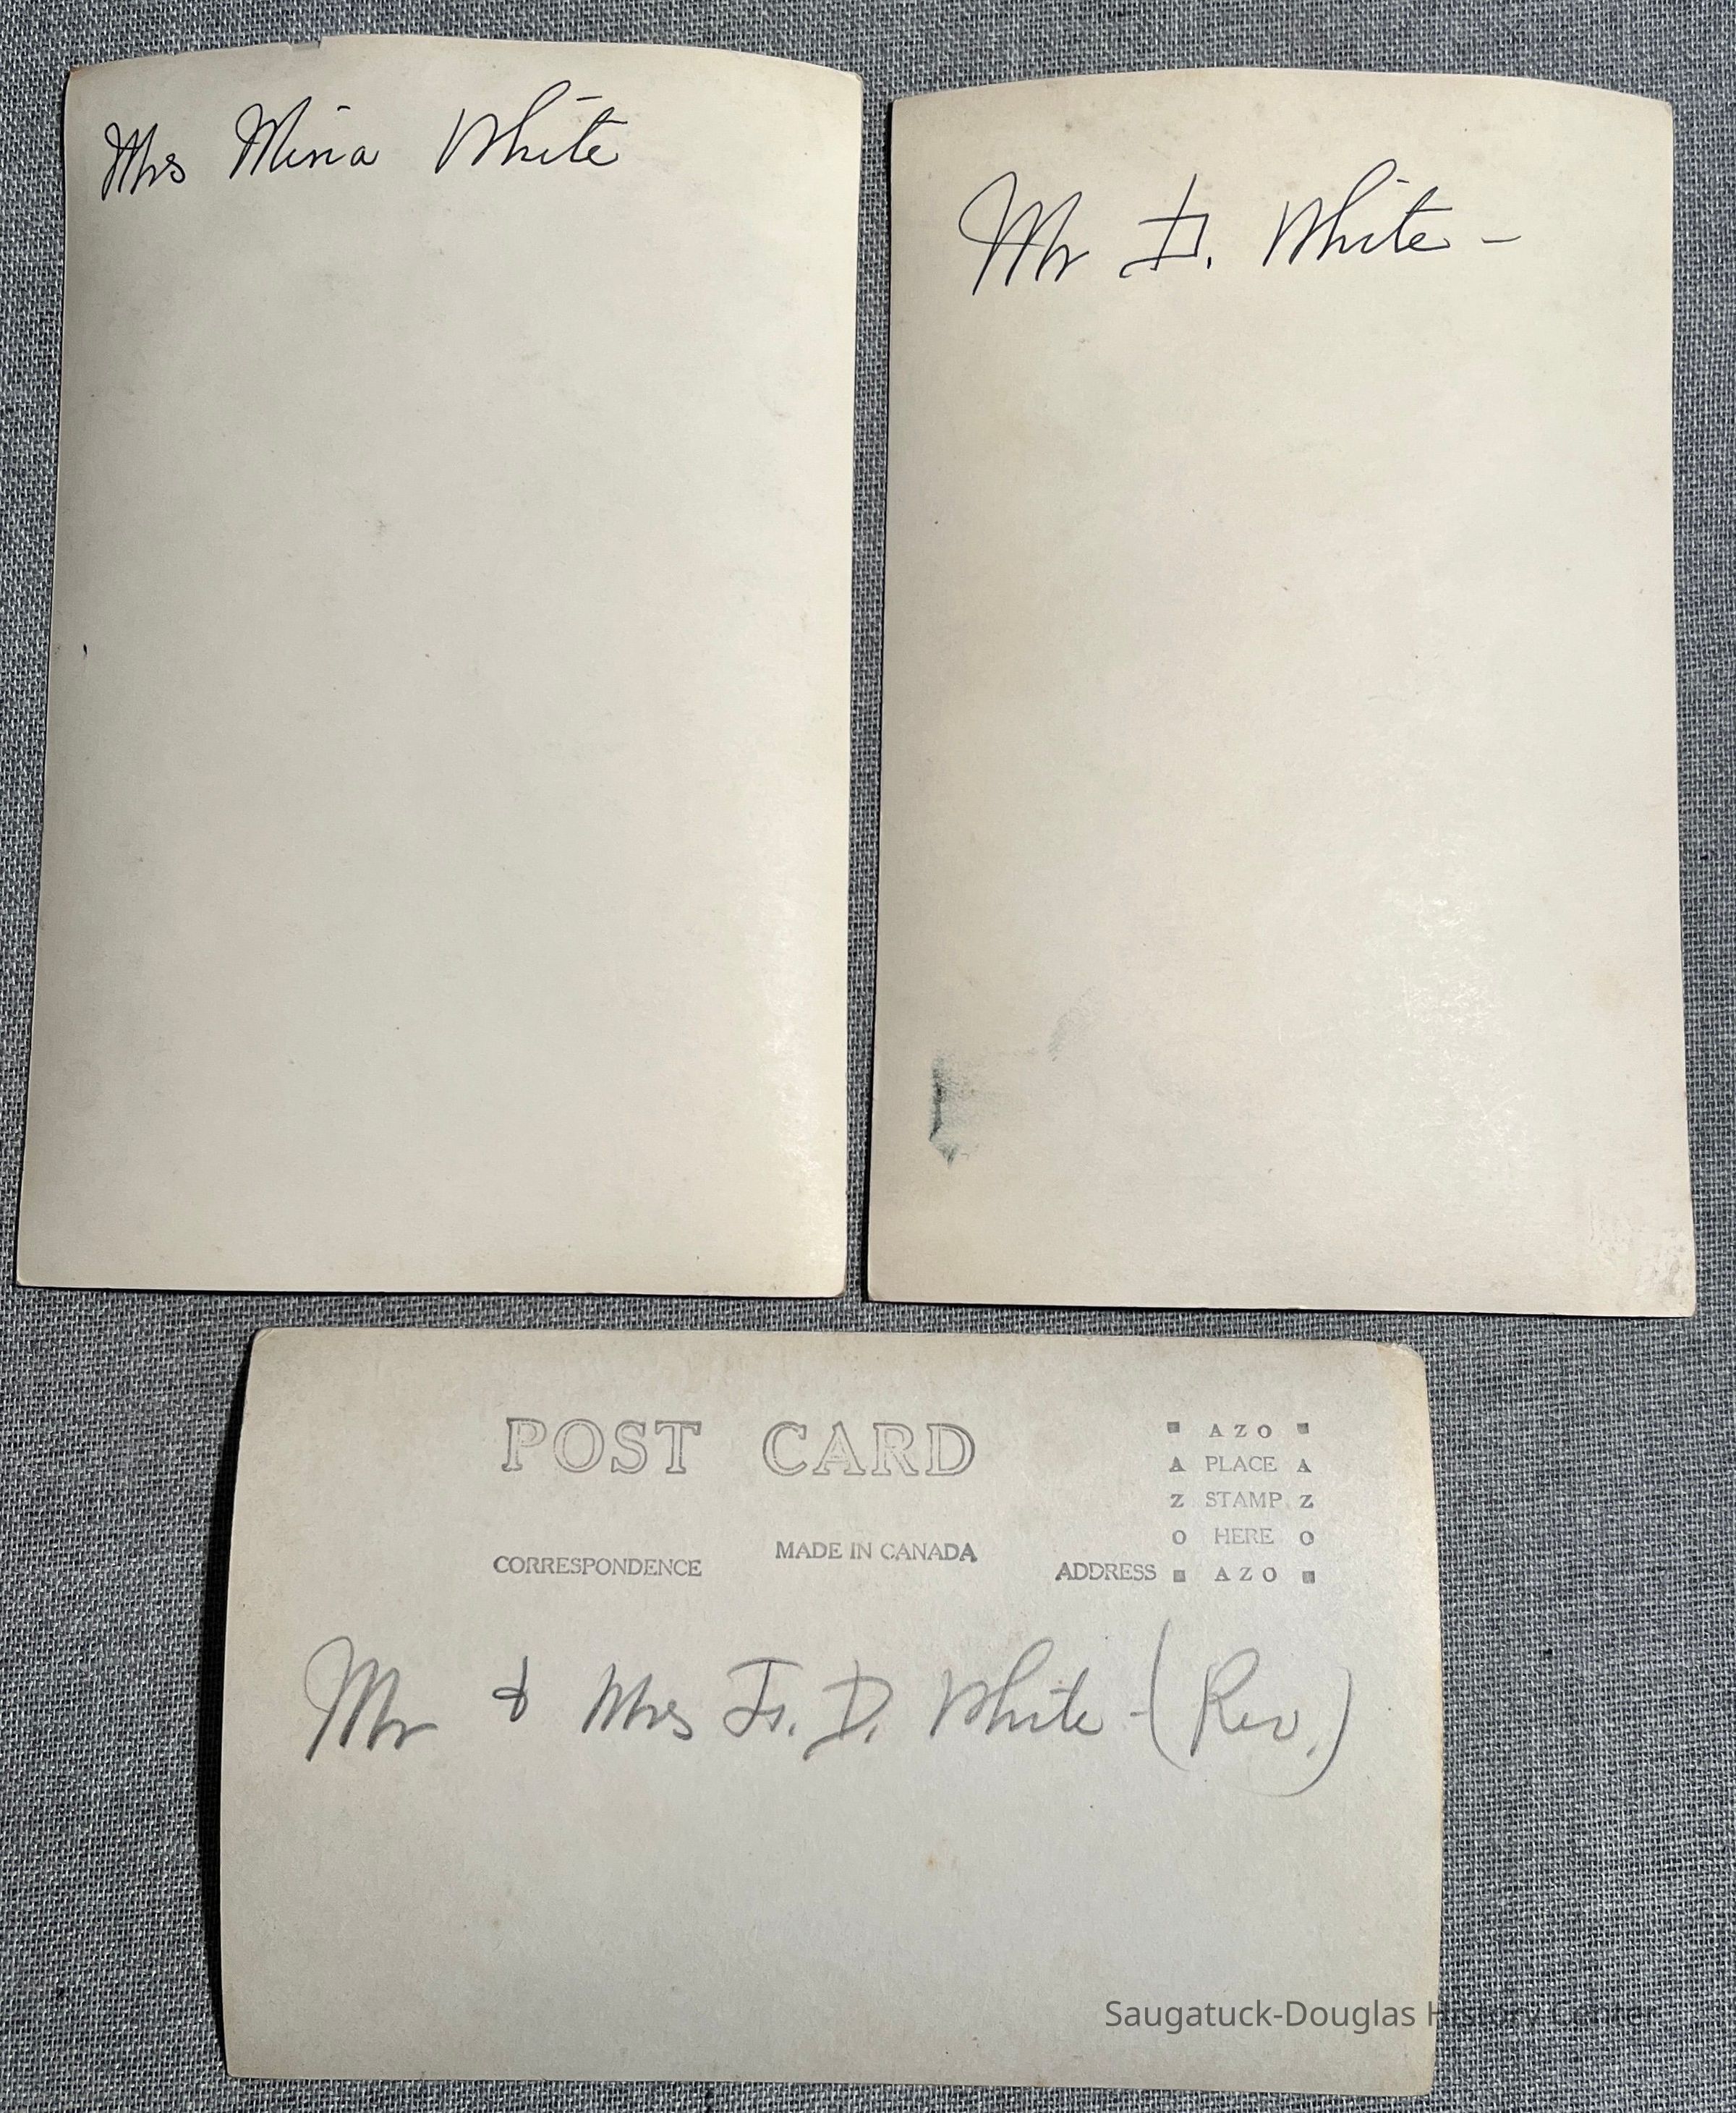 Mrs Mina White
Mr D. White -
POST CARD
CORRESPONDENCE
MADE IN CANADA
ADDRESS
AZO
A PLACE A
Z STAMP Z
O HERE O
AZO
Mr & Mrs D. White - (Rev.)
Saugatuck-Douglas History Center